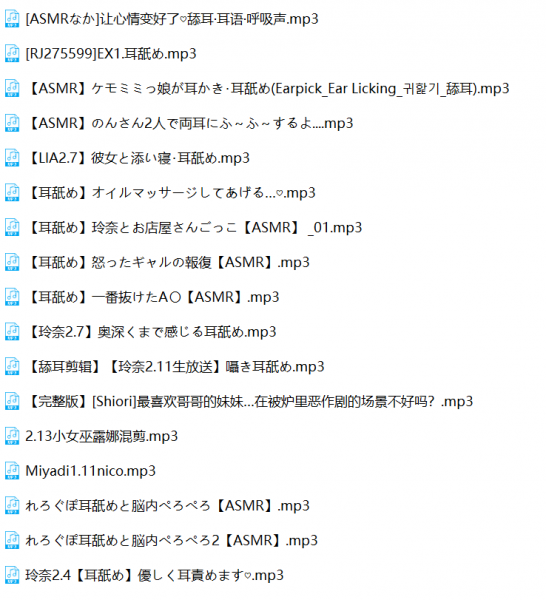 [ASMRなか]让心情变好了♡舔耳·耳语·呼吸声.mp3
[RJ275599]EX1.耳舐め.mp3
【ASMR】ケモミミっ娘が耳かき·耳舐め(Earpick_Ear Licking_귀핥기_舔耳).mp3
【ASMR】のんさん2人で両耳にふ～ふ～するよ....mp3
【LIA2.7】彼女と添い寝·耳舐め.mp3
【耳舐め】オイルマッサージしてあげる...♡.mp3
【耳舐め】玲奈とお店屋さんごっこ【ASMR】 _01.mp3
【耳舐め】怒ったギャルの報復【ASMR】.mp3
【耳舐め】一番抜けたA〇【ASMR】.mp3
【玲奈2.7】奥深くまで感じる耳舐め.mp3
【舔耳剪辑】【玲奈2.11生放送】囁き耳舐め.mp3
【完整版】[Shiori]最喜欢哥哥的妹妹...在被炉里恶作剧的场景不好吗？.mp3
2.13小女巫露娜混剪.mp3
Miyadi1.11nico.mp3
れろぐぽ耳舐めと脳内ぺろぺろ【ASMR】.mp3
れろぐぽ耳舐めと脳内ぺろぺろ2【ASMR】.mp3
玲奈2.4【耳舐め】優しく耳責めます♡.mp3